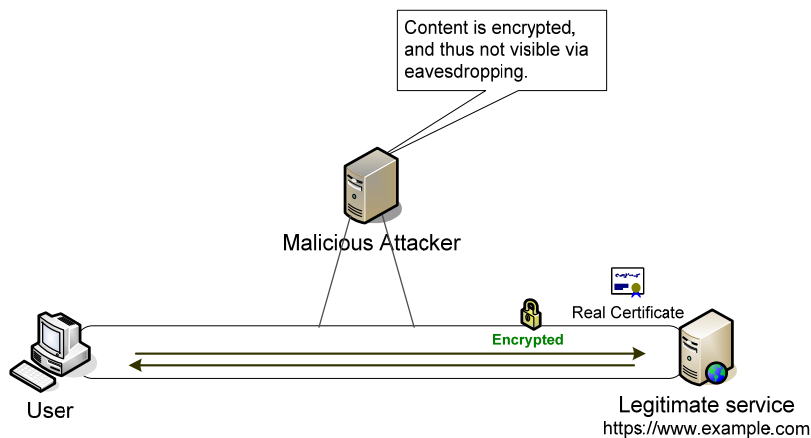 Content is encrypted,
and thus not visible via
eavesdropping.
Malicious Attacker
Real Certificate
Encrypted
User
Legitimate service
https://www.example.com